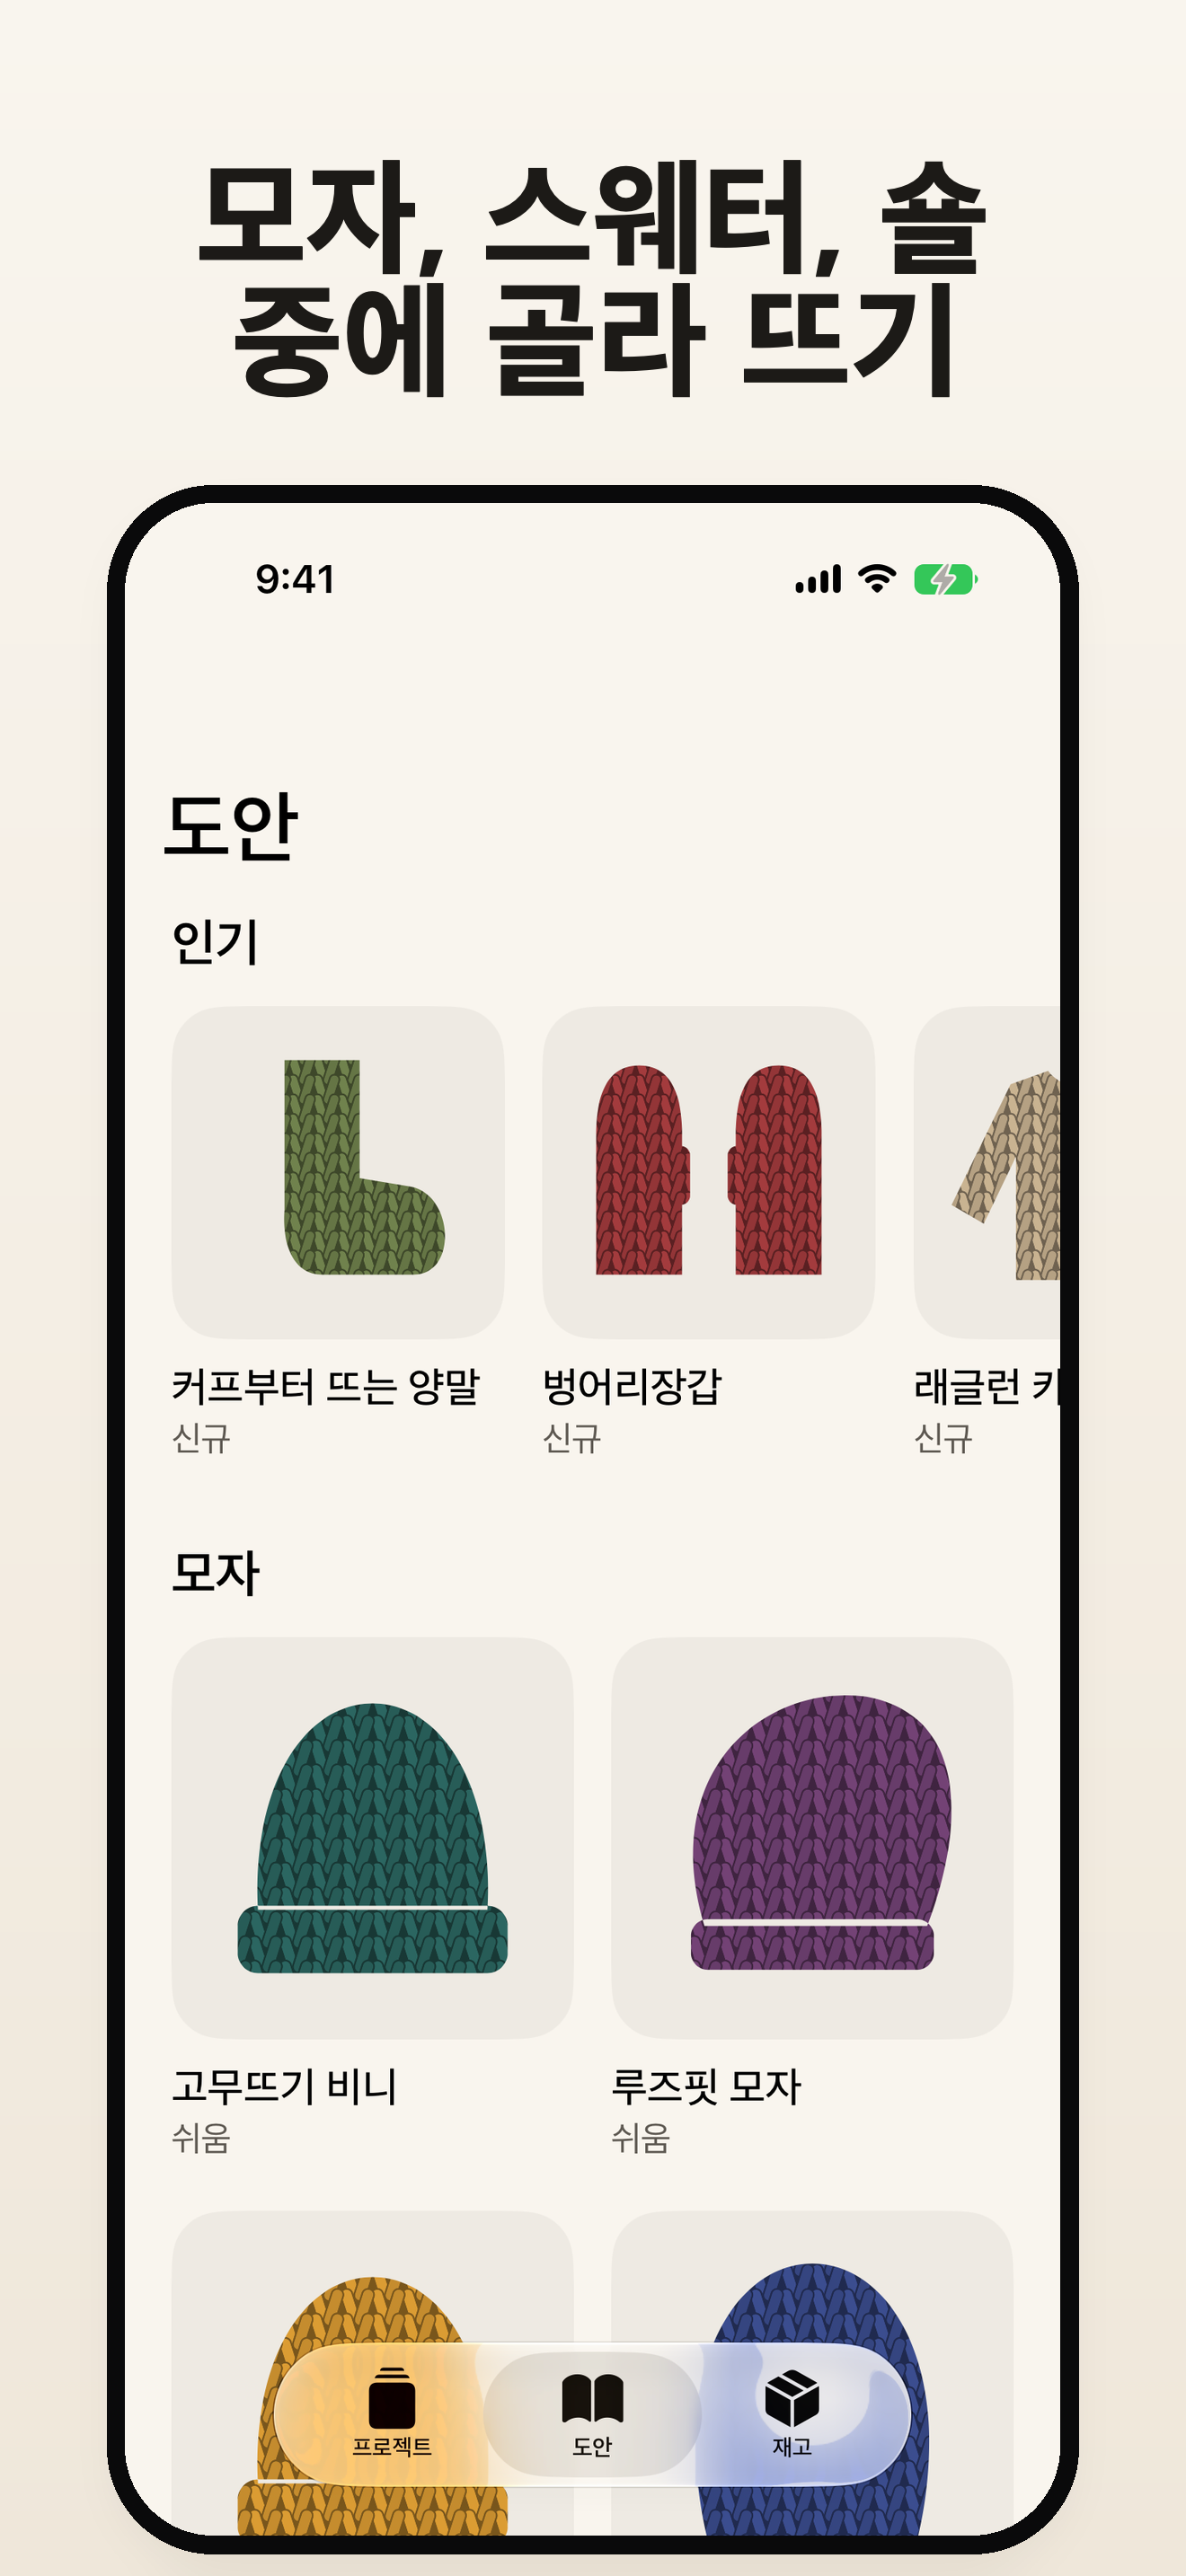 모자, 스웨터, 숄
중에 골라 뜨기
9:41
도안
인기
커프부터 뜨는 양말
벙어리장갑
래글런
신규
신규
신규
모자
고무뜨기 비니
루즈핏 모자
쉬움
쉬움
프로젝트
도안
재고